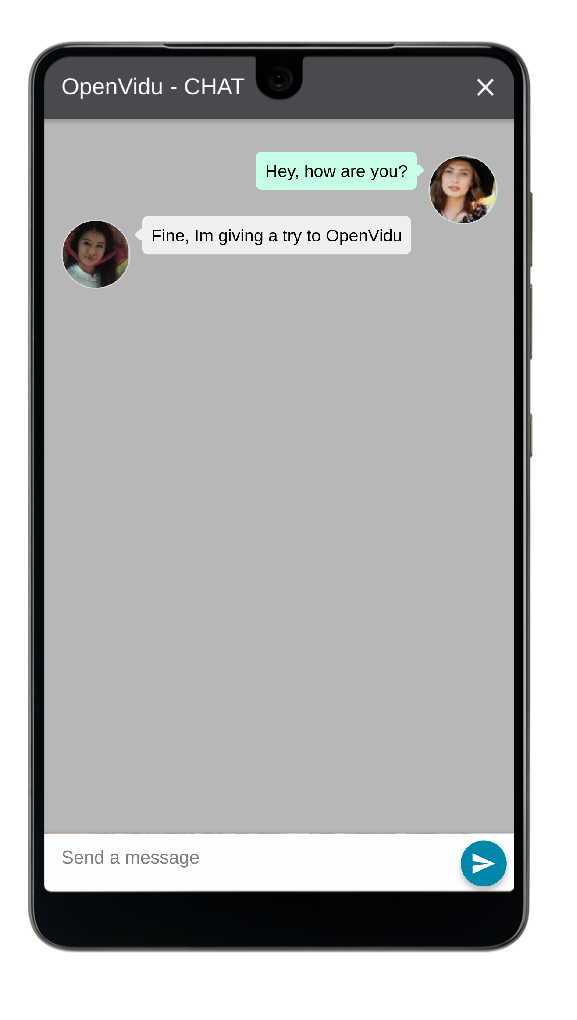 OpenVidu - CHAT
Hey, how are you?
Fine, Im giving a try to OpenVidu
Send a message